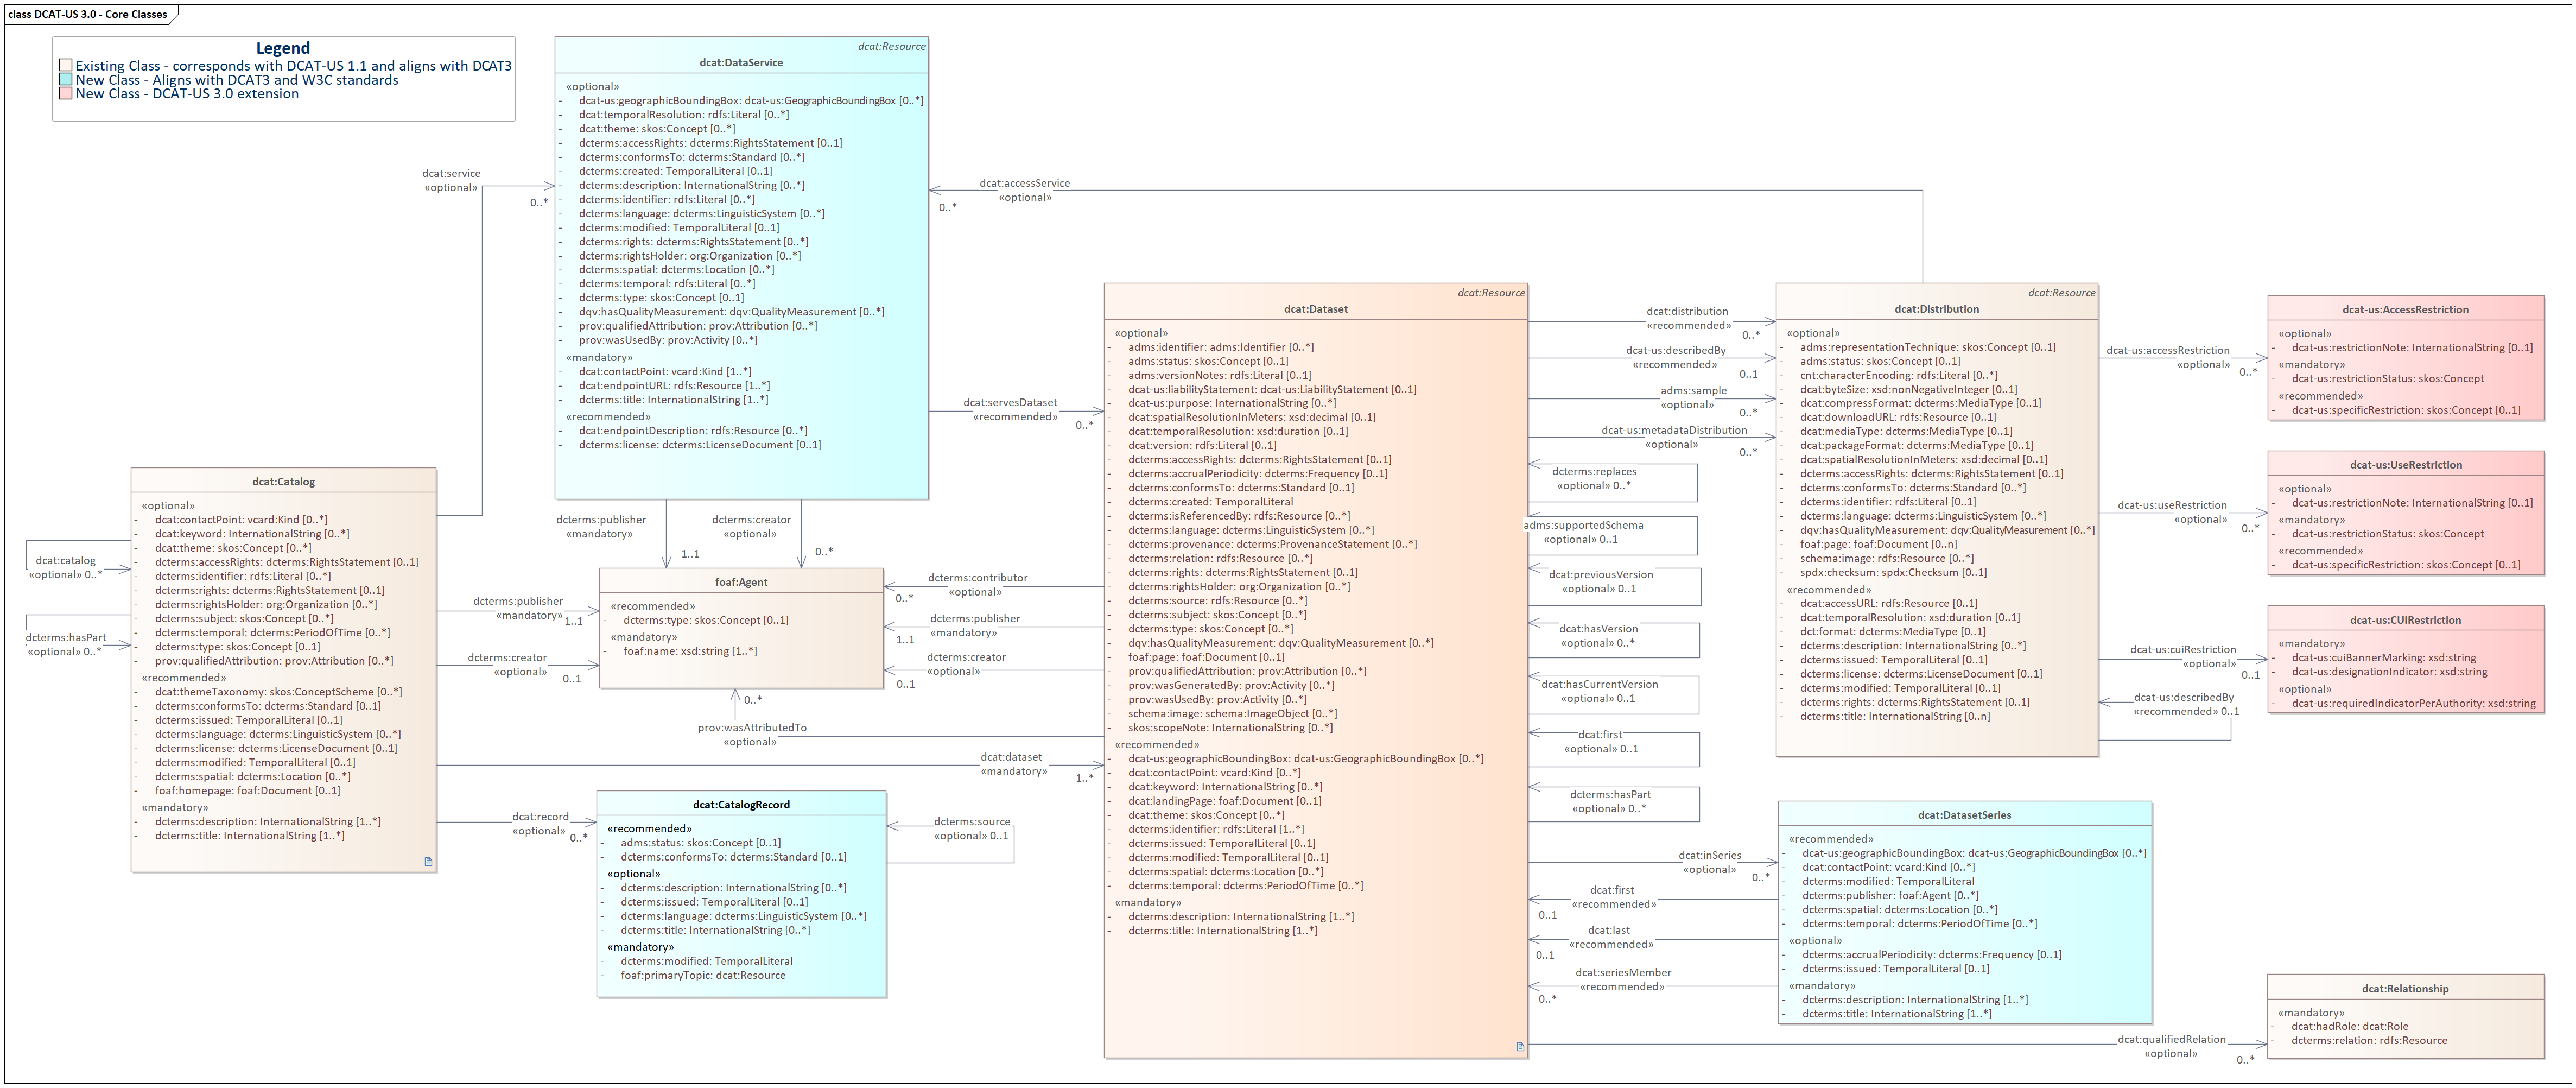 class DCAT-US 3.0 - Core Classes
Legend
Existing Class - corresponds with DCAT-US 1.1 and aligns with DCAT3
New Class - Aligns with DCAT3 and W3C standards
New Class - DCAT-US 3.0 extension
dcat:Resource
dcat:DataService
«optional»
- dcat-us:geographicBoundingBox: dcat-us:GeographicBoundingBox [0..*]
- dcat:temporalResolution: rdfs:Literal [0..*]
- dcat:theme: skos:Concept [0..*]
- dcterms:accessRights: dcterms:RightsStatement [0..1]
- dcterms:conformsTo: dcterms:Standard [0..*]
- dcterms:created: TemporalLiteral [0..1]
- dcterms:description: InternationalString [0..*]
- dcterms:identifier: rdfs:Literal [0..*]
- dcterms:language: dcterms:LinguisticSystem [0..*]
- dcterms:modified: TemporalLiteral [0..1]
- dcterms:rights: dcterms:RightsStatement [0..*]
- dcterms:rightsHolder: org:Organization [0..*]
- dcterms:spatial: dcterms:Location [0..*]
- dcterms:temporal: rdfs:Literal [0..*]
- dcterms:type: skos:Concept [0..1]
- dqv:hasQualityMeasurement: dqv:QualityMeasurement [0..*]
- prov:qualifiedAttribution: prov:Attribution [0..*]
- prov:wasUsedBy: prov:Activity [0..*]
«mandatory»
- dcat:contactPoint: vcard:Kind [1..*]
- dcat:endpointURL: rdfs:Resource [1..*]
- dcterms:title: InternationalString [1..*]
«recommended»
- dcat:endpointDescription: rdfs:Resource [0..*]
- dcterms:license: dcterms:LicenseDocument [0..1]
dcat:service
«optional»
0..*
dcat:accessService
«optional»
0..*
dcat:servesDataset
«recommended»
0..*
dcterms:publisher
«mandatory»
1..1
dcterms:creator
«optional»
0..*
dcat:Catalog
«optional»
- dcat:contactPoint: vcard:Kind [0..*]
- dcat:keyword: InternationalString [0..*]
- dcat:theme: skos:Concept [0..*]
- dcterms:accessRights: dcterms:RightsStatement [0..1]
- dcterms:identifier: rdfs:Literal [0..*]
- dcterms:rights: dcterms:RightsStatement [0..1]
- dcterms:rightsHolder: org:Organization [0..*]
- dcterms:subject: skos:Concept [0..*]
- dcterms:temporal: dcterms:PeriodOfTime [0..*]
- dcterms:type: skos:Concept [0..1]
- prov:qualifiedAttribution: prov:Attribution [0..*]
«recommended»
- dcat:themeTaxonomy: skos:ConceptScheme [0..*]
- dcterms:conformsTo: dcterms:Standard [0..1]
- dcterms:issued: TemporalLiteral [0..1]
- dcterms:language: dcterms:LinguisticSystem [0..*]
- dcterms:license: dcterms:LicenseDocument [0..1]
- dcterms:modified: TemporalLiteral [0..1]
- dcterms:spatial: dcterms:Location [0..*]
- foaf:homepage: foaf:Document [0..1]
«mandatory»
- dcterms:description: InternationalString [1..*]
- dcterms:title: InternationalString [1..*]
dcat:catalog
«optional» 0..*
dcterms:hasPart
«optional» 0..*
dcterms:publisher
«mandatory»
1..1
dcterms:creator
«optional»
0..1
dcat:dataset
«mandatory»
1..*
dcat:record
«optional»
0..*
foaf:Agent
«recommended»
- dcterms:type: skos:Concept [0..1]
«mandatory»
- foaf:name: xsd:string [1..*]
dcterms:contributor
«optional»
0..*
dcterms:publisher
«mandatory»
1..1
dcterms:creator
«optional»
0..1
0..*
prov:wasAttributedTo
«optional»
dcat:CatalogRecord
«recommended»
- adms:status: skos:Concept [0..1]
- dcterms:conformsTo: dcterms:Standard [0..1]
«optional»
- dcterms:description: InternationalString [0..*]
- dcterms:issued: TemporalLiteral [0..1]
- dcterms:language: dcterms:LinguisticSystem [0..*]
- dcterms:title: InternationalString [0..*]
«mandatory»
- dcterms:modified: TemporalLiteral
- foaf:primaryTopic: dcat:Resource
dcterms:source
«optional» 0..1
dcat:Resource
dcat:Dataset
«optional»
- adms:identifier: adms:Identifier [0..*]
- adms:status: skos:Concept [0..1]
- adms:versionNotes: rdfs:Literal [0..1]
- dcat-us:liabilityStatement: dcat-us:LiabilityStatement [0..1]
- dcat-us:purpose: InternationalString [0..*]
- dcat:spatialResolutionInMeters: xsd:decimal [0..1]
- dcat:temporalResolution: xsd:duration [0..1]
- dcat:version: rdfs:Literal [0..1]
- dcterms:accessRights: dcterms:RightsStatement [0..1]
- dcterms:accrualPeriodicity: dcterms:Frequency [0..1]
- dcterms:conformsTo: dcterms:Standard [0..1]
- dcterms:created: TemporalLiteral
- dcterms:isReferencedBy: rdfs:Resource [0..*]
- dcterms:language: dcterms:LinguisticSystem [0..*]
- dcterms:provenance: dcterms:ProvenanceStatement [0..*]
- dcterms:relation: rdfs:Resource [0..*]
- dcterms:rights: dcterms:RightsStatement [0..1]
- dcterms:rightsHolder: org:Organization [0..*]
- dcterms:source: rdfs:Resource [0..*]
- dcterms:subject: skos:Concept [0..*]
- dcterms:type: skos:Concept [0..*]
- dqv:hasQualityMeasurement: dqv:QualityMeasurement [0..*]
- foaf:page: foaf:Document [0..1]
- prov:qualifiedAttribution: prov:Attribution [0..*]
- prov:wasGeneratedBy: prov:Activity [0..*]
- prov:wasUsedBy: prov:Activity [0..*]
- schema:image: schema:ImageObject [0..*]
- skos:scopeNote: InternationalString [0..*]
«recommended»
- dcat-us:geographicBoundingBox: dcat-us:GeographicBoundingBox [0..*]
- dcat:contactPoint: vcard:Kind [0..*]
- dcat:keyword: InternationalString [0..*]
- dcat:landingPage: foaf:Document [0..1]
- dcat:theme: skos:Concept [0..*]
- dcterms:identifier: rdfs:Literal [1..*]
- dcterms:issued: TemporalLiteral [0..1]
- dcterms:modified: TemporalLiteral [0..1]
- dcterms:spatial: dcterms:Location [0..*]
- dcterms:temporal: dcterms:PeriodOfTime [0..*]
«mandatory»
- dcterms:description: InternationalString [1..*]
- dcterms:title: InternationalString [1..*]
dcat:distribution
«recommended»
0..*
dcat-us:describedBy
«recommended»
0..1
adms:sample
«optional»
0..*
dcat-us:metadataDistribution
«optional»
0..*
dcterms:replaces
«optional» 0..*
adms:supportedSchema
«optional» 0..1
dcat:previousVersion
«optional» 0..1
dcat:hasVersion
«optional» 0..*
dcat:hasCurrentVersion
«optional» 0..1
dcat:first
«optional» 0..1
dcterms:hasPart
«optional» 0..*
dcat:inSeries
«optional»
0..*
dcat:first
«recommended»
0..1
dcat:last
«recommended»
0..1
dcat:seriesMember
«recommended»
0..*
dcat:qualifiedRelation
«optional»
0..*
dcat:Resource
dcat:Distribution
«optional»
- adms:representationTechnique: skos:Concept [0..1]
- adms:status: skos:Concept [0..1]
- cnt:characterEncoding: rdfs:Literal [0..*]
- dcat:byteSize: xsd:nonNegativeInteger [0..1]
- dcat:compressFormat: dcterms:MediaType [0..1]
- dcat:downloadURL: rdfs:Resource [0..1]
- dcat:mediaType: dcterms:MediaType [0..1]
- dcat:packageFormat: dcterms:MediaType [0..1]
- dcat:spatialResolutionInMeters: xsd:decimal [0..1]
- dcterms:accessRights: dcterms:RightsStatement [0..1]
- dcterms:conformsTo: dcterms:Standard [0..*]
- dcterms:identifier: rdfs:Literal [0..1]
- dcterms:language: dcterms:LinguisticSystem [0..*]
- dqv:hasQualityMeasurement: dqv:QualityMeasurement [0..*]
- foaf:page: foaf:Document [0..n]
- schema:image: rdfs:Resource [0..*]
- spdx:checksum: spdx:Checksum [0..1]
«recommended»
- dcat:accessURL: rdfs:Resource [0..1]
- dcat:temporalResolution: xsd:duration [0..1]
- dct:format: dcterms:MediaType [0..1]
- dcterms:description: InternationalString [0..*]
- dcterms:issued: TemporalLiteral [0..1]
- dcterms:license: dcterms:LicenseDocument [0..1]
- dcterms:modified: TemporalLiteral [0..1]
- dcterms:rights: dcterms:RightsStatement [0..1]
- dcterms:title: InternationalString [0..n]
dcat-us:accessRestriction
«optional»
0..*
dcat-us:useRestriction
«optional»
0..*
dcat-us:cuiRestriction
«optional»
0..1
dcat-us:describedBy
«recommended» 0..1
dcat-us:AccessRestriction
«optional»
- dcat-us:restrictionNote: InternationalString [0..1]
«mandatory»
- dcat-us:restrictionStatus: skos:Concept
«recommended»
- dcat-us:specificRestriction: skos:Concept [0..1]
dcat-us:UseRestriction
«optional»
- dcat-us:restrictionNote: InternationalString [0..1]
«mandatory»
- dcat-us:restrictionStatus: skos:Concept
«recommended»
- dcat-us:specificRestriction: skos:Concept [0..1]
dcat-us:CUIRestriction
«mandatory»
- dcat-us:cuiBannerMarking: xsd:string
- dcat-us:designationIndicator: xsd:string
«optional»
- dcat-us:requiredIndicatorPerAuthority: xsd:string
dcat:DatasetSeries
«recommended»
- dcat-us:geographicBoundingBox: dcat-us:GeographicBoundingBox [0..*]
- dcat:contactPoint: vcard:Kind [0..*]
- dcterms:modified: TemporalLiteral
- dcterms:publisher: foaf:Agent [0..*]
- dcterms:spatial: dcterms:Location [0..*]
- dcterms:temporal: dcterms:PeriodOfTime [0..*]
«optional»
- dcterms:accrualPeriodicity: dcterms:Frequency [0..1]
- dcterms:issued: TemporalLiteral [0..1]
«mandatory»
- dcterms:description: InternationalString [1..*]
- dcterms:title: InternationalString [1..*]
dcat:Relationship
«mandatory»
- dcat:hadRole: dcat:Role
- dcterms:relation: rdfs:Resource